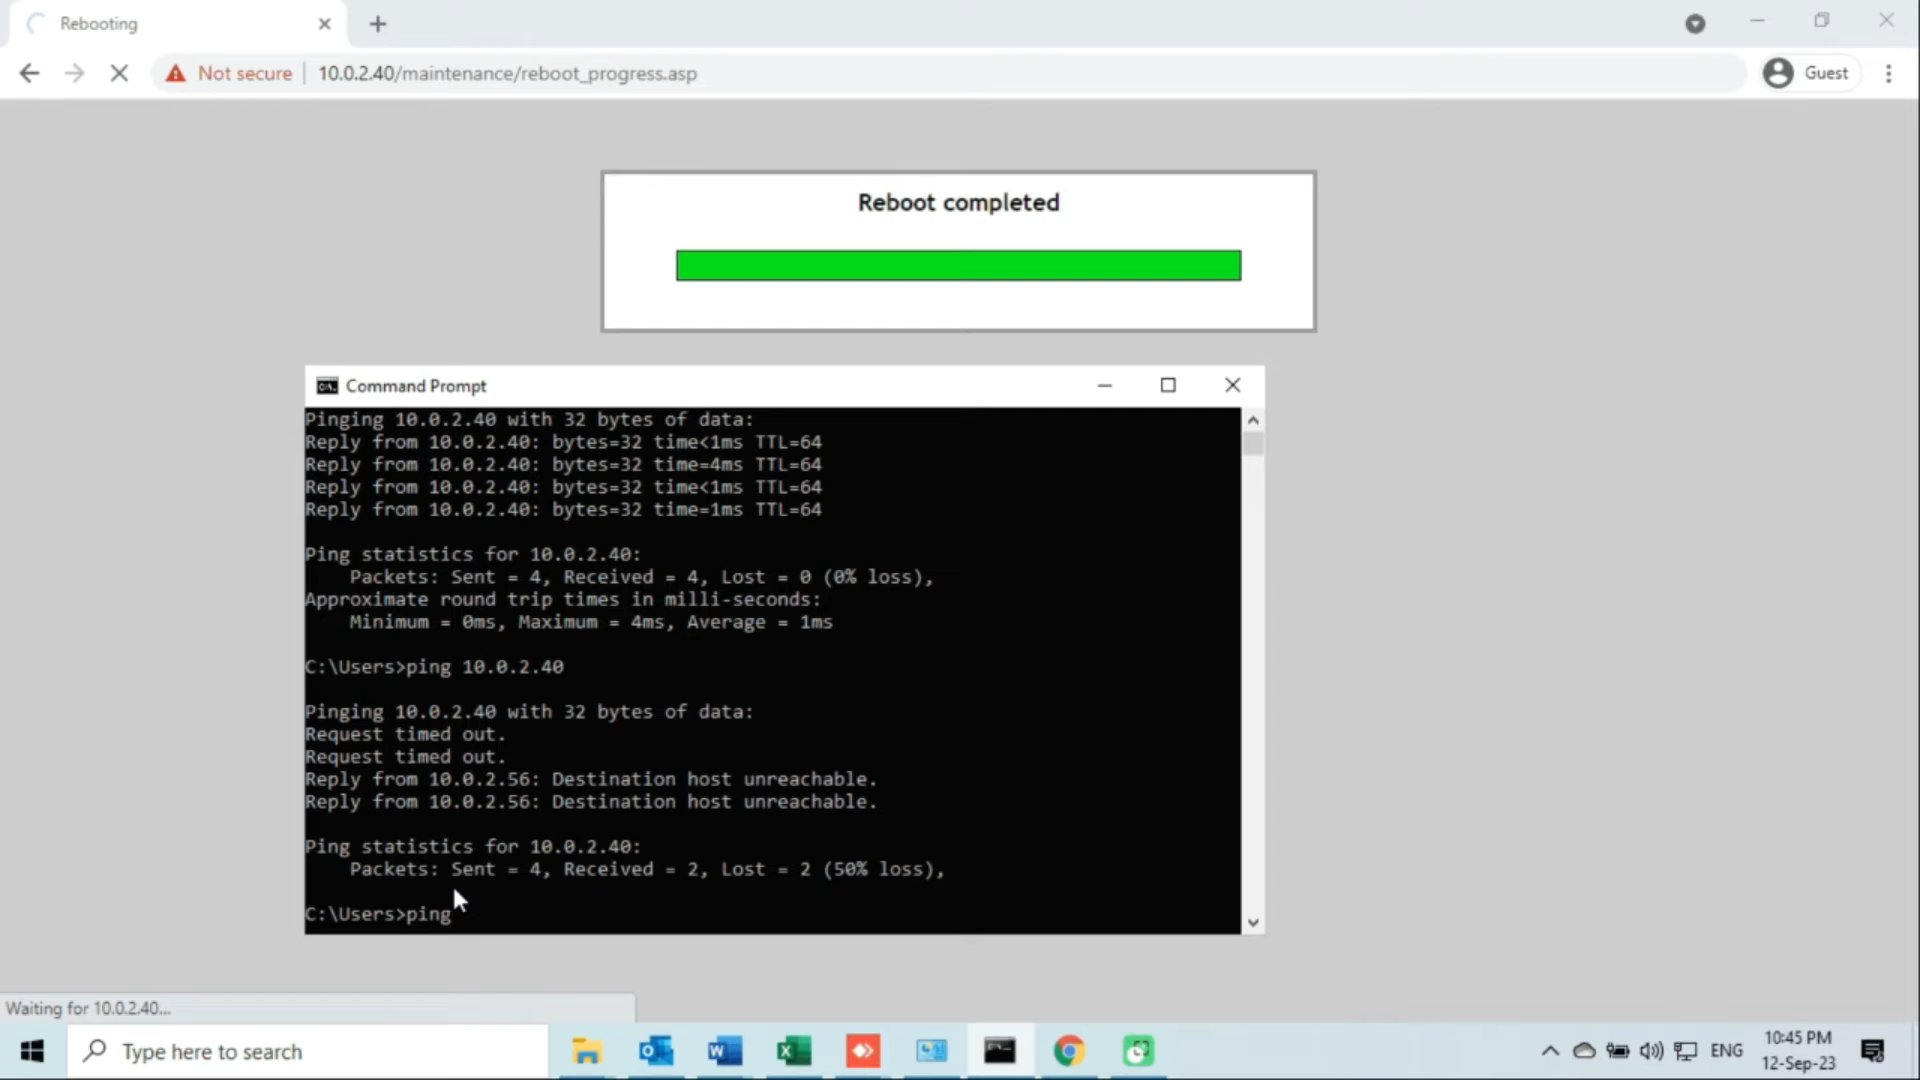 Rebooting
Not secure | 10.0.2.40/maintenance/reboot_progress.asp
Guest
Reboot completed
Command Prompt
Pinging 10.0.2.40 with 32 bytes of data:
Reply from 10.0.2.40: bytes=32 time<1ms TTL=64
Reply from 10.0.2.40: bytes=32 time=4ms TTL=64
Reply from 10.0.2.40: bytes=32 time<1ms TTL=64
Reply from 10.0.2.40: bytes=32 time=1ms TTL=64
Ping statistics for 10.0.2.40:
Packets: Sent = 4, Received = 4, Lost = 0 (0% loss),
Approximate round trip times in milli-seconds:
Minimum = 0ms, Maximum = 4ms, Average = 1ms
C:\Users>ping 10.0.2.40
Pinging 10.0.2.40 with 32 bytes of data:
Request timed out.
Request timed out.
Reply from 10.0.2.56: Destination host unreachable.
Reply from 10.0.2.56: Destination host unreachable.
Ping statistics for 10.0.2.40:
Packets: Sent = 4, Received = 2, Lost = 2 (50% loss),
C:\Users>ping
Waiting for 10.0.2.40...
Type here to search
ENG
10:45 PM
12-Sep-23